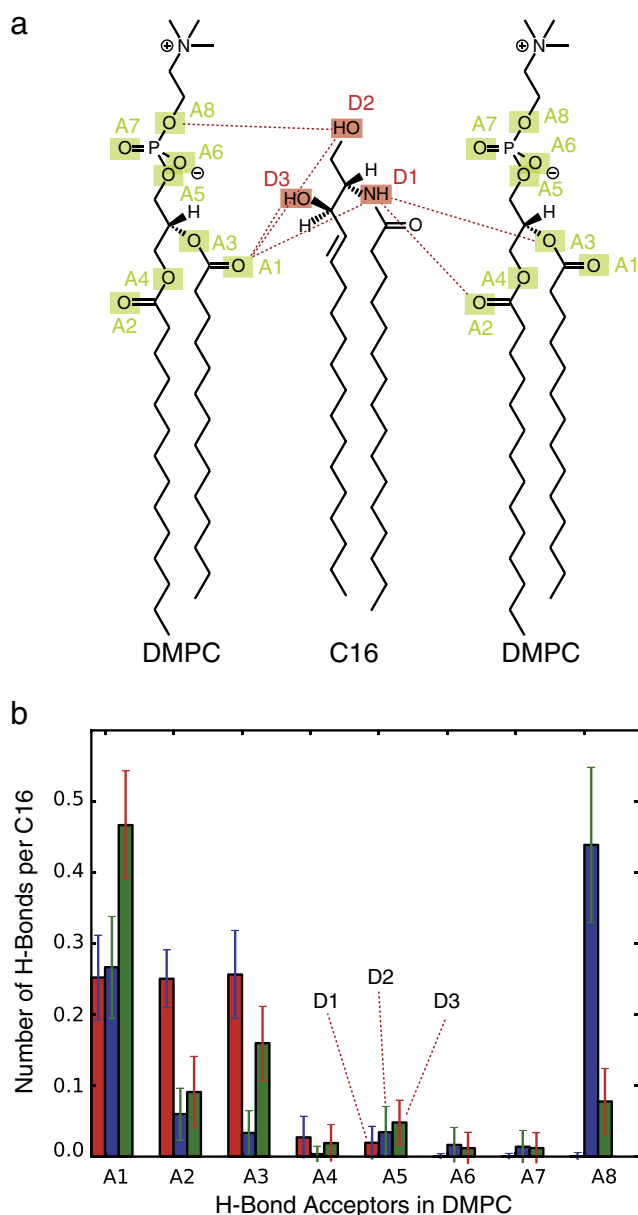 a
⊕ N
⊕ N
D2
A8
O
HO
A8
O
A7
A6
O P O
⊖
O
A5
D3
HO
H
NH
D1
A7
A6
O P O
⊖
O
A5
H
O
A3
H
O
H
O
A3
A4
O
O
A1
A4
O
O
A1
O
A2
O
A2
DMPC C16 DMPC
b
Number of H-Bonds per C16
0.5
0.4
0.3
0.2
0.1
0.0
D1 D2 D3
A1 A2 A3 A4 A5 A6 A7 A8
H-Bond Acceptors in DMPC